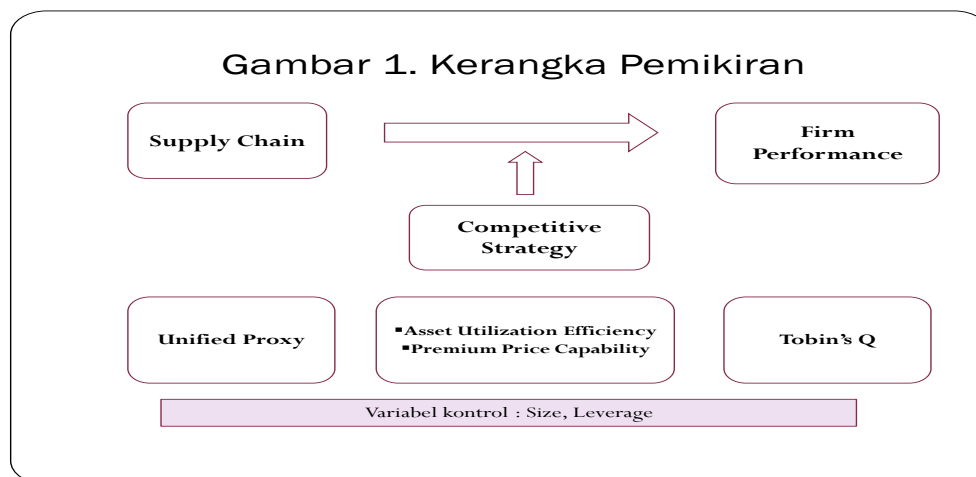 Gambar 1. Kerangka Pemikiran
Supply Chain
Firm
Performance
Competitive
Strategy
Unified Proxy
▪Asset Utilization Efficiency
▪Premium Price Capability
Tobin’s Q
Variabel kontrol : Size, Leverage